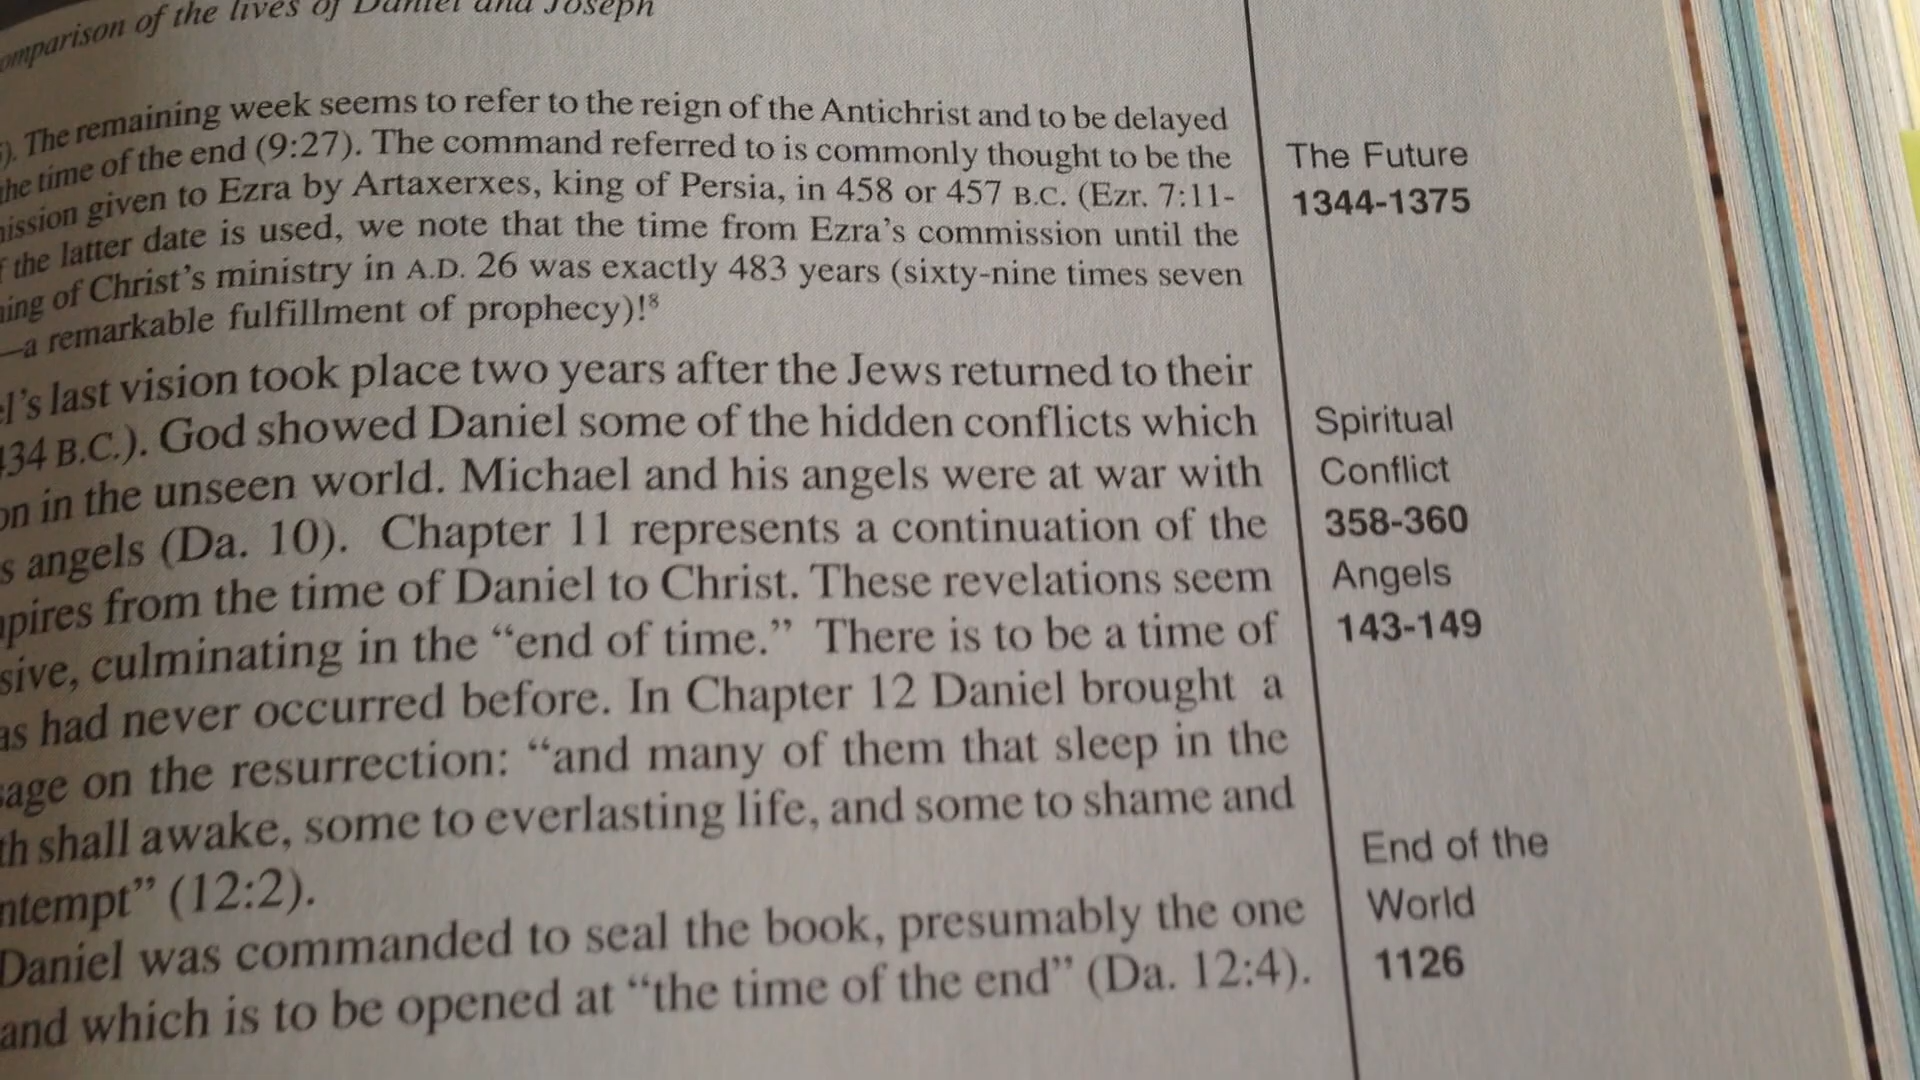 omparison of the lives of Daniel and Joseph
). The remaining week seems to refer to the reign of the Antichrist and to be delayed
the time of the end (9:27). The command referred to is commonly thought to be the
ission given to Ezra by Artaxerxes, king of Persia, in 458 or 457 B.C. (Ezr. 7:11-
f the latter date is used, we note that the time from Ezra's commission until the
ing of Christ's ministry in A.D. 26 was exactly 483 years (sixty-nine times seven
—a remarkable fulfillment of prophecy)!⁸
l's last vision took place two years after the Jews returned to their
34 B.C.). God showed Daniel some of the hidden conflicts which
on in the unseen world. Michael and his angels were at war with
s angels (Da. 10). Chapter 11 represents a continuation of the
pires from the time of Daniel to Christ. These revelations seem
sive, culminating in the “end of time.” There is to be a time of
as had never occurred before. In Chapter 12 Daniel brought a
sage on the resurrection: “and many of them that sleep in the
th shall awake, some to everlasting life, and some to shame and
ntempt” (12:2).
Daniel was commanded to seal the book, presumably the one
and which is to be opened at “the time of the end” (Da. 12:4).
The Future
1344-1375
Spiritual
Conflict
358-360
Angels
143-149
End of the
World
1126